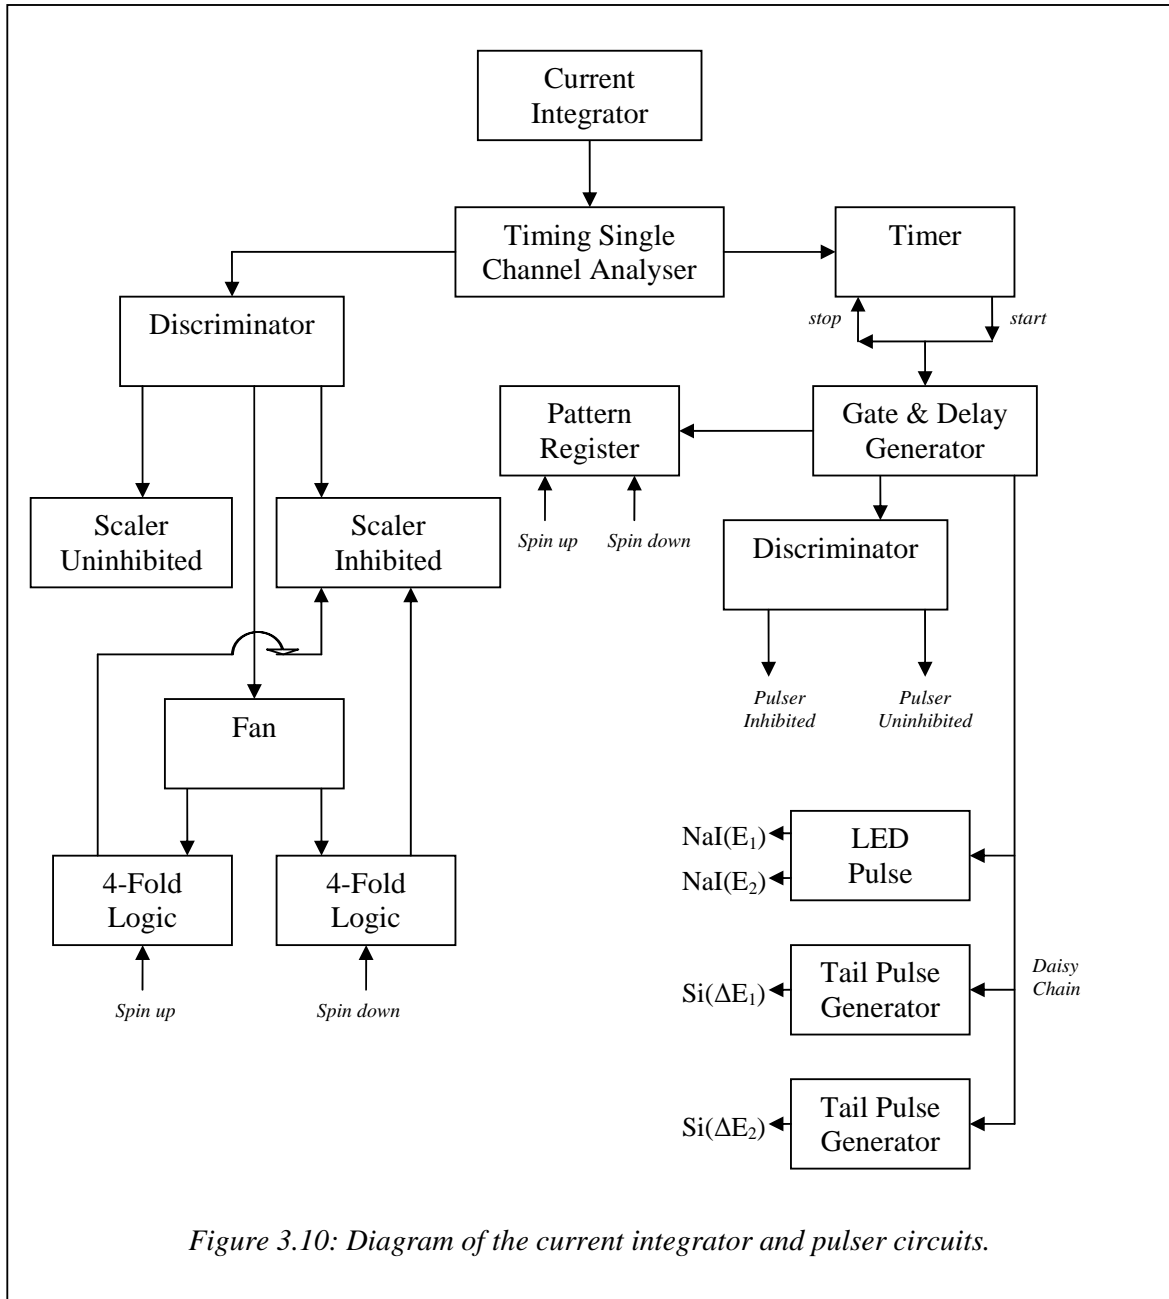 Current
Integrator
Timing Single
Channel Analyser
Timer
stop
start
Discriminator
Pattern
Register
Gate & Delay
Generator
Scaler
Uninhibited
Scaler
Inhibited
Spin up
Spin down
Discriminator
Pulser
Inhibited
Pulser
Uninhibited
Fan
NaI(E₁)
NaI(E₂)
LED
Pulse
4-Fold
Logic
4-Fold
Logic
Spin up
Spin down
Si(ΔE₁)
Tail Pulse
Generator
Daisy
Chain
Si(ΔE₂)
Tail Pulse
Generator
Figure 3.10: Diagram of the current integrator and pulser circuits.